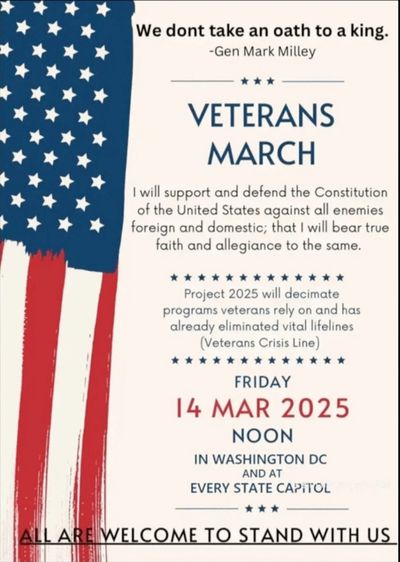 We dont take an oath to a king.
-Gen Mark Milley
VETERANS
MARCH
I will support and defend the Constitution
of the United States against all enemies
foreign and domestic; that I will bear true
faith and allegiance to the same.
Project 2025 will decimate
programs veterans rely on and has
already eliminated vital lifelines
(Veterans Crisis Line)
FRIDAY
14 MAR 2025
NOON
IN WASHINGTON DC
AND AT
EVERY STATE CAPITOL
ALL ARE WELCOME TO STAND WITH US